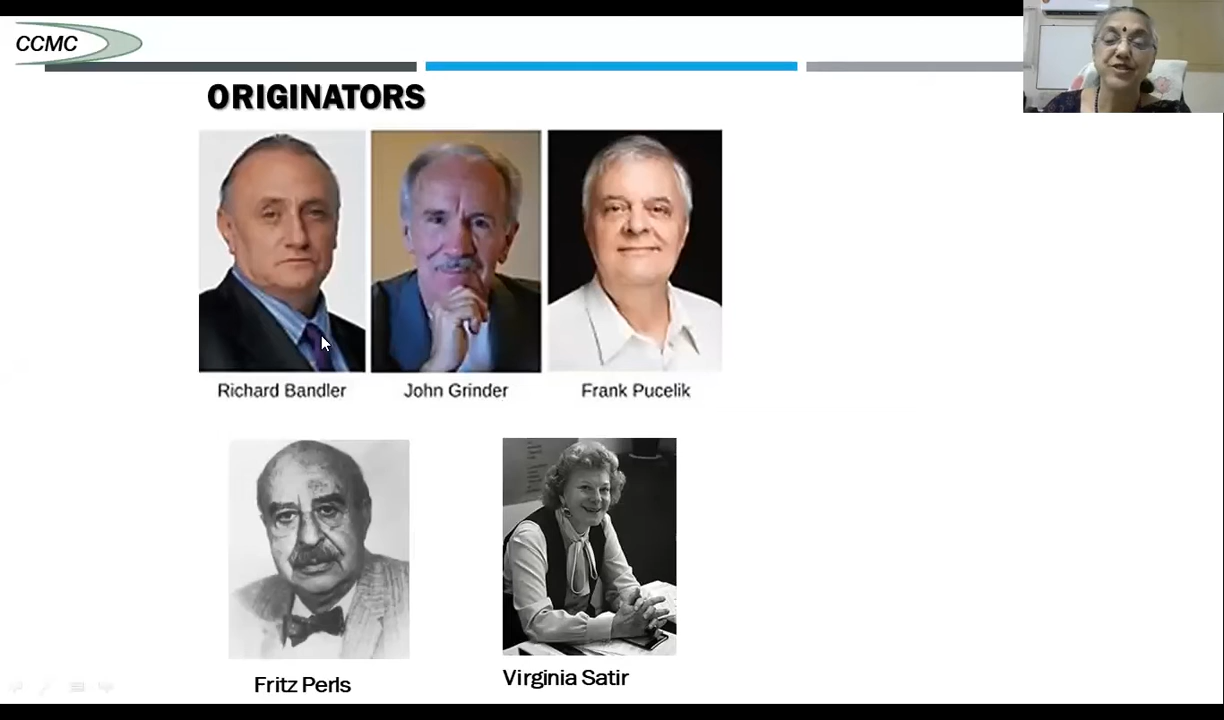 CCMC
ORIGINATORS
Richard Bandler
John Grinder
Frank Pucelik
Fritz Perls
Virginia Satir